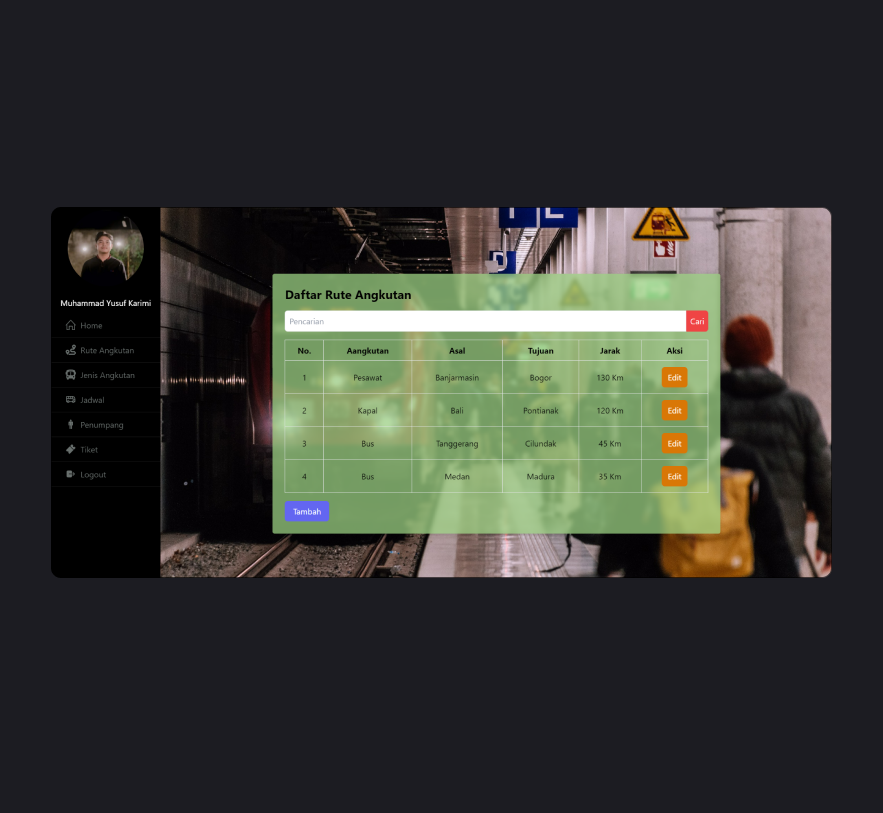 Muhammad Yusuf Karimi
Home
Rute Angkutan
Jenis Angkutan
Jadwal
Penumpang
Tiket
Logout
Daftar Rute Angkutan
Pencarian
Cari
No. Aangkutan Asal Tujuan Jarak Aksi
1 Pesawat Banjarmasin Bogor 130 Km Edit
2 Kapal Bali Pontianak 120 Km Edit
3 Bus Tanggerang Cilundak 45 Km Edit
4 Bus Medan Madura 35 Km Edit
Tambah